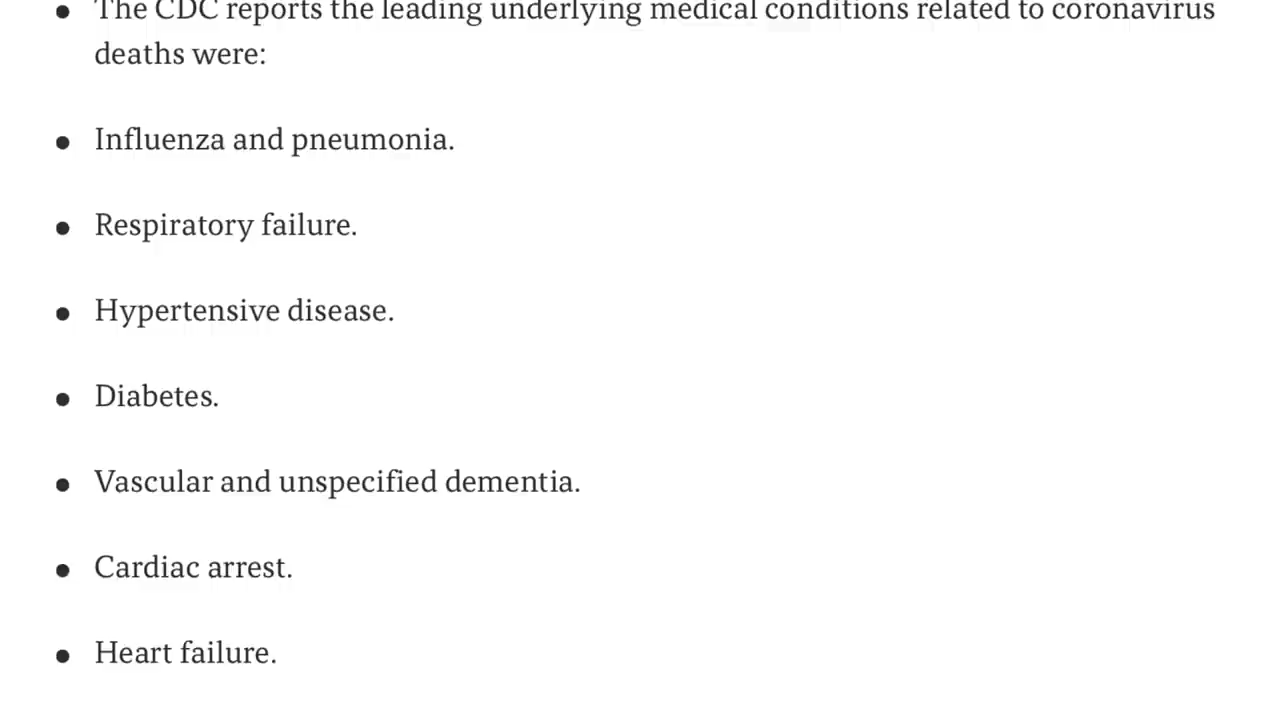 • The CDC reports the leading underlying medical conditions related to coronavirus
deaths were:
• Influenza and pneumonia.
• Respiratory failure.
• Hypertensive disease.
• Diabetes.
• Vascular and unspecified dementia.
• Cardiac arrest.
• Heart failure.